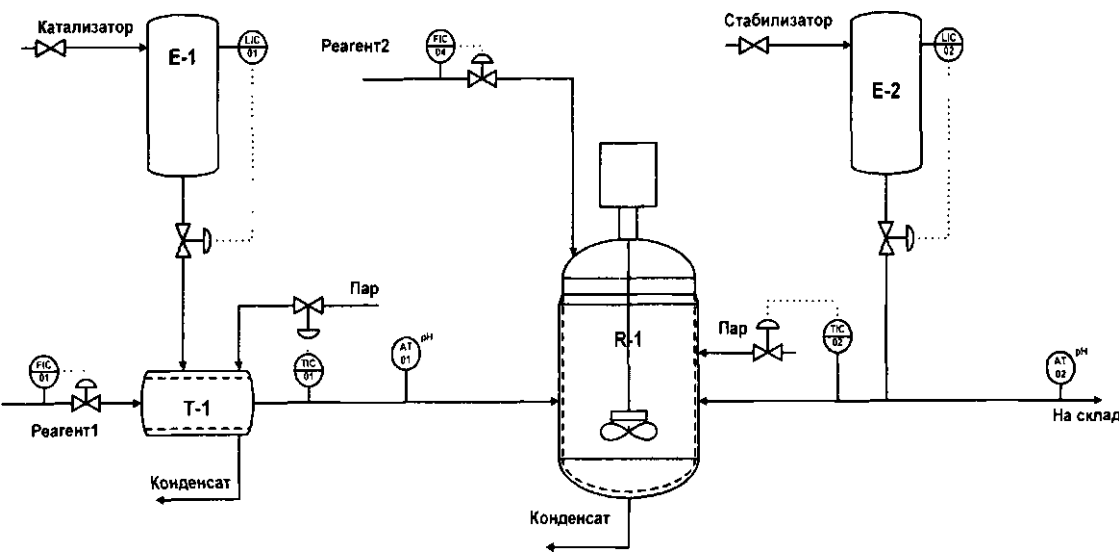 Катализатор
E-1
LIC
01
Реагент2
FIC
04
Стабилизатор
E-2
LIC
02
Пар
FIC
01
T-1
Реагент1
TIC
01
AT
01
pH
R-1
Пар
TIC
02
AT
02
pH
На склад
Конденсат
Конденсат